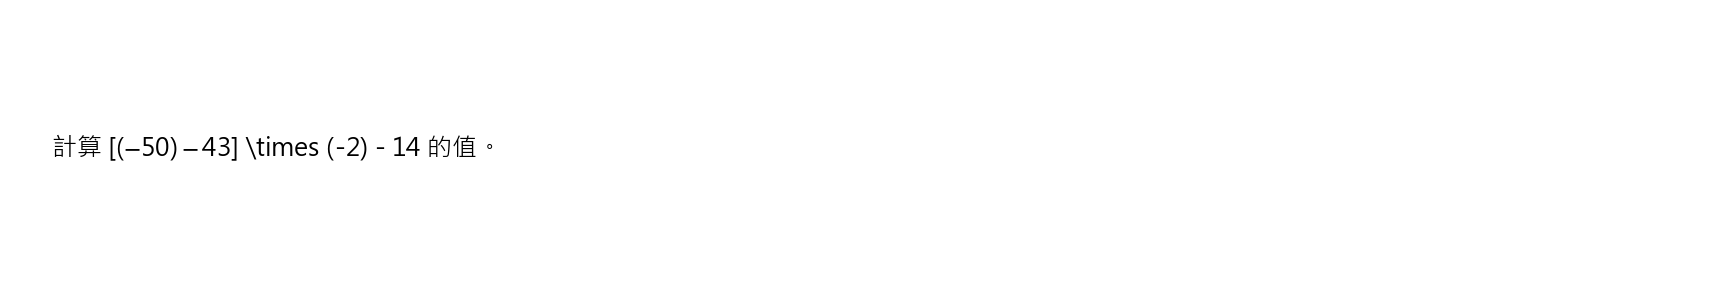 計算 [(−50) − 43] \times (-2) - 14 的值。